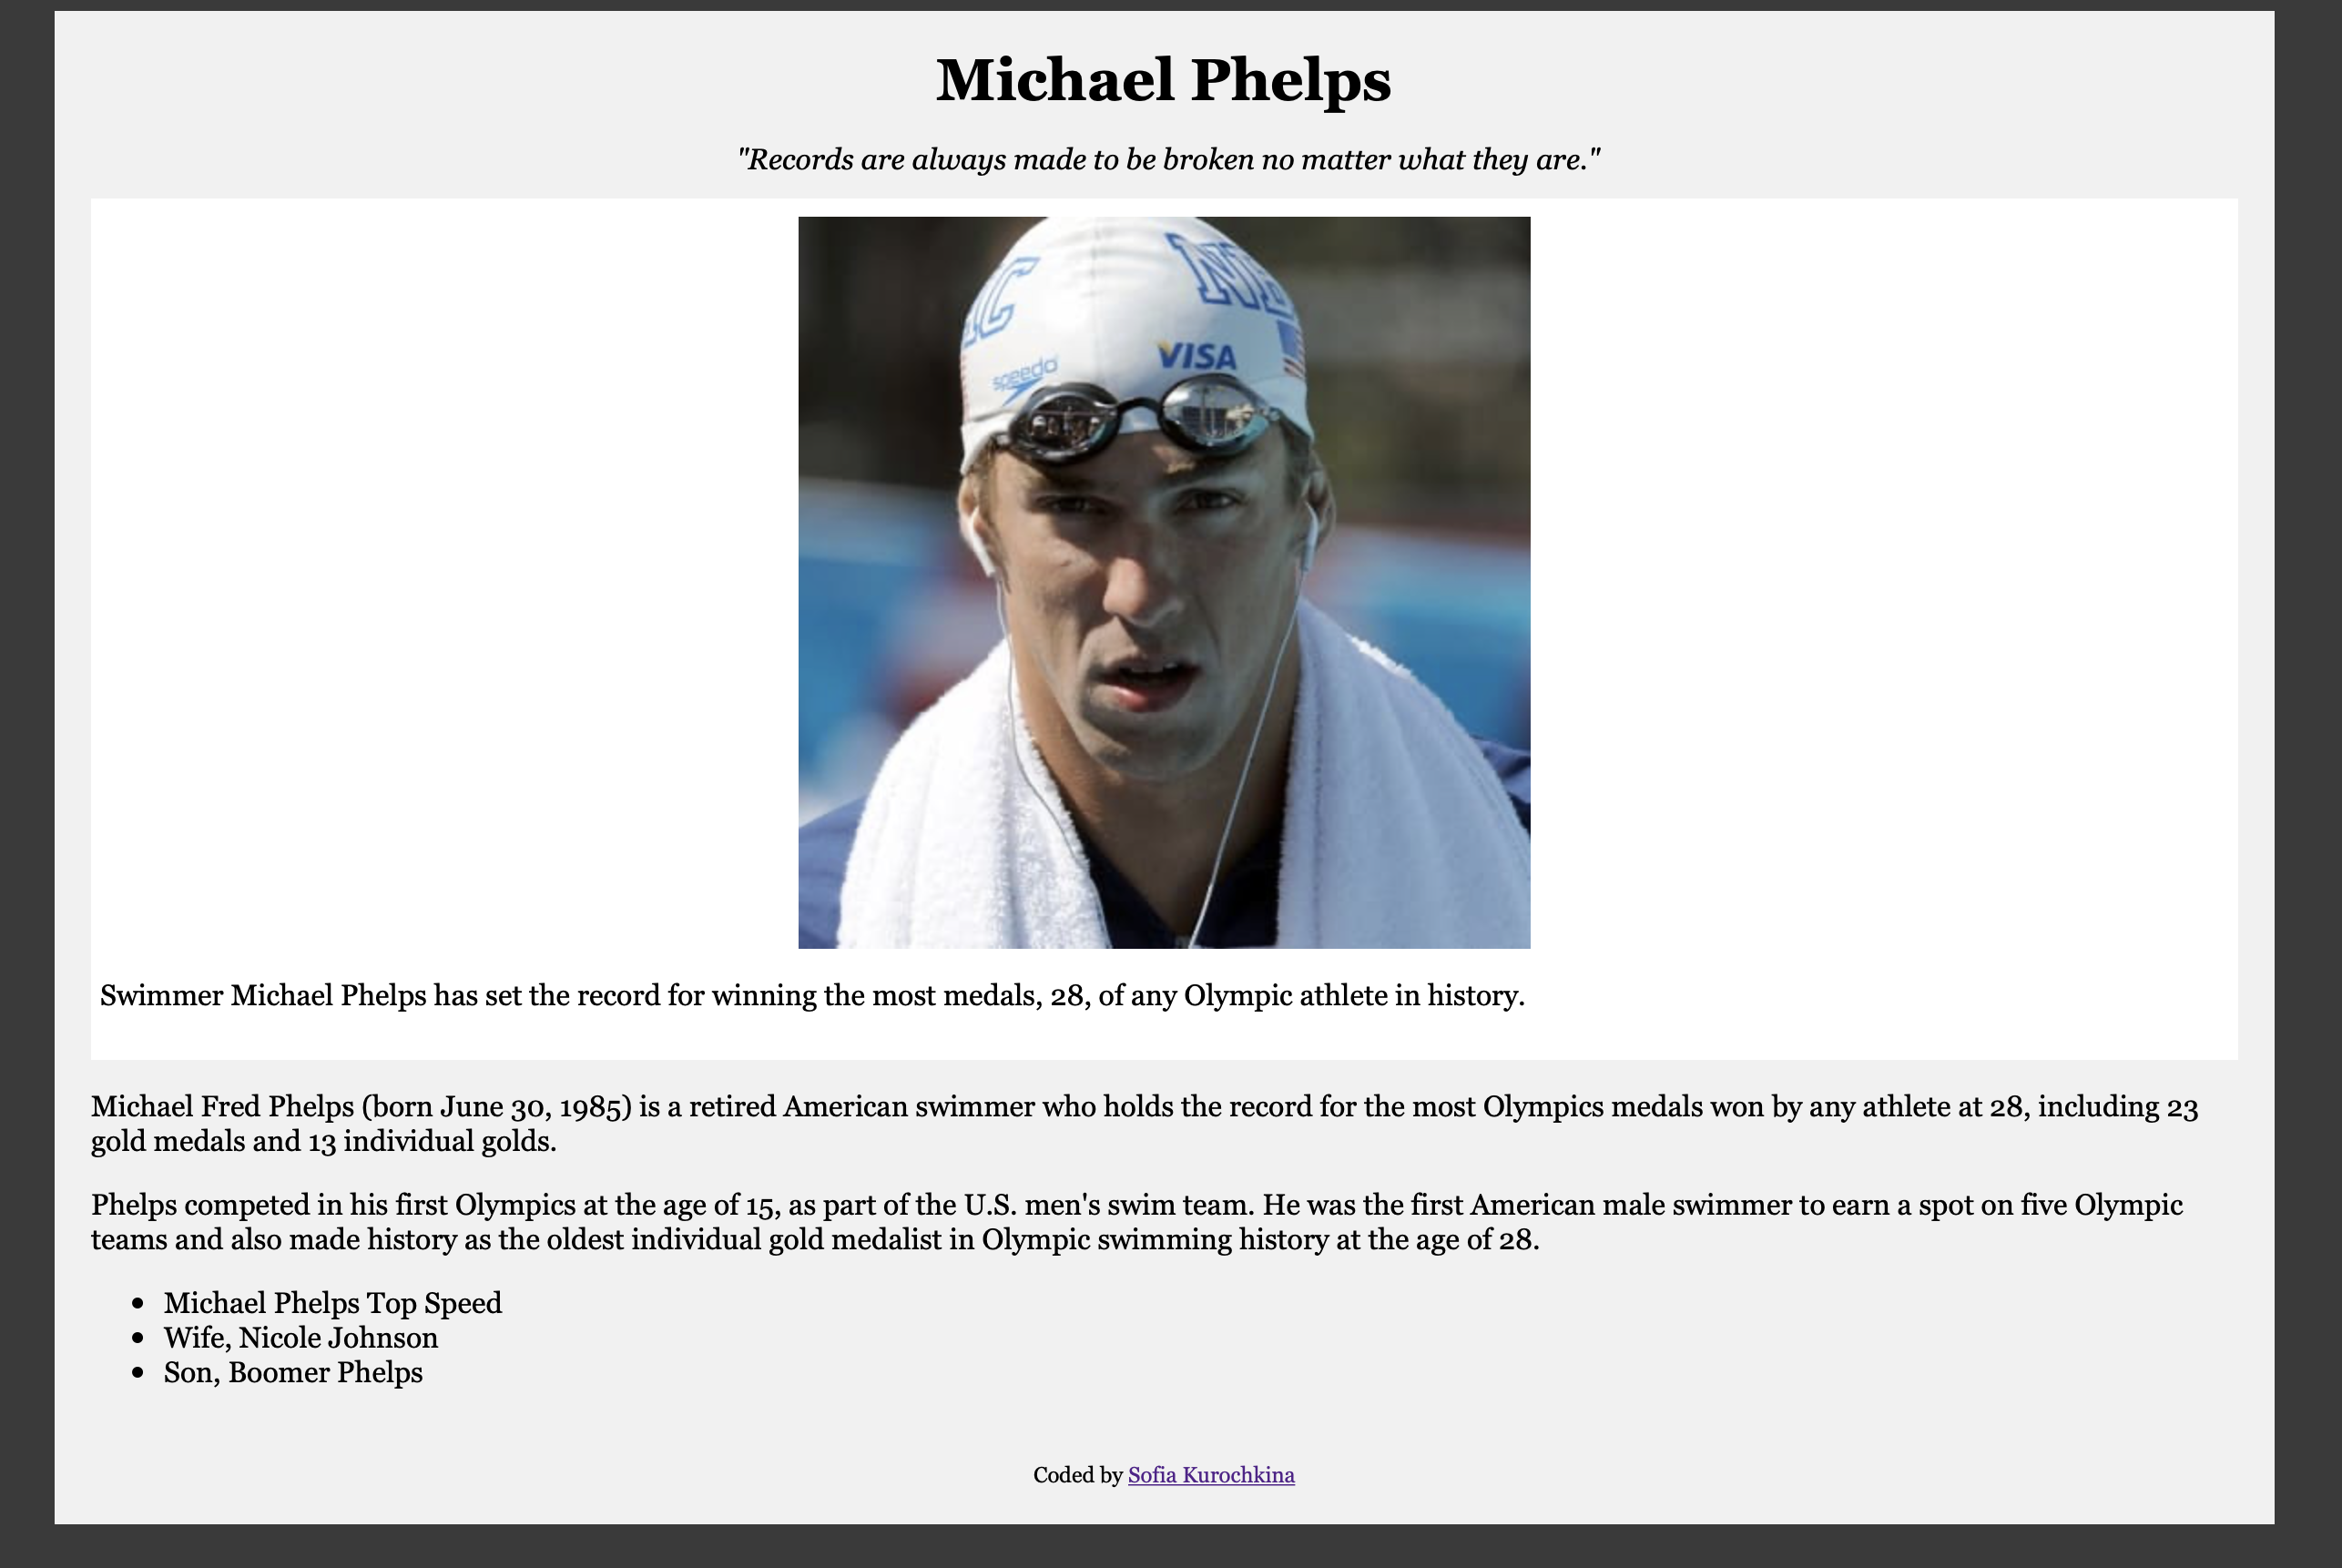 Michael Phelps
"Records are always made to be broken no matter what they are."
speedo
VISA
Swimmer Michael Phelps has set the record for winning the most medals, 28, of any Olympic athlete in history.
Michael Fred Phelps (born June 30, 1985) is a retired American swimmer who holds the record for the most Olympics medals won by any athlete at 28, including 23
gold medals and 13 individual golds.
Phelps competed in his first Olympics at the age of 15, as part of the U.S. men's swim team. He was the first American male swimmer to earn a spot on five Olympic
teams and also made history as the oldest individual gold medalist in Olympic swimming history at the age of 28.
• Michael Phelps Top Speed
• Wife, Nicole Johnson
• Son, Boomer Phelps
Coded by Sofia Kurochkina